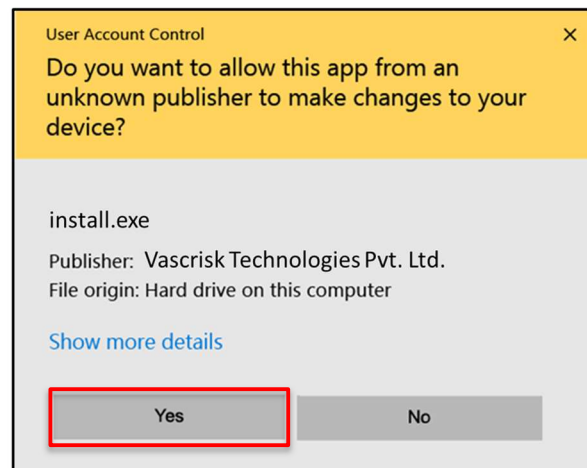 User Account Control
Do you want to allow this app from an
unknown publisher to make changes to your
device?
install.exe
Publisher: Vascrisk Technologies Pvt. Ltd.
File origin: Hard drive on this computer
Show more details
Yes
No